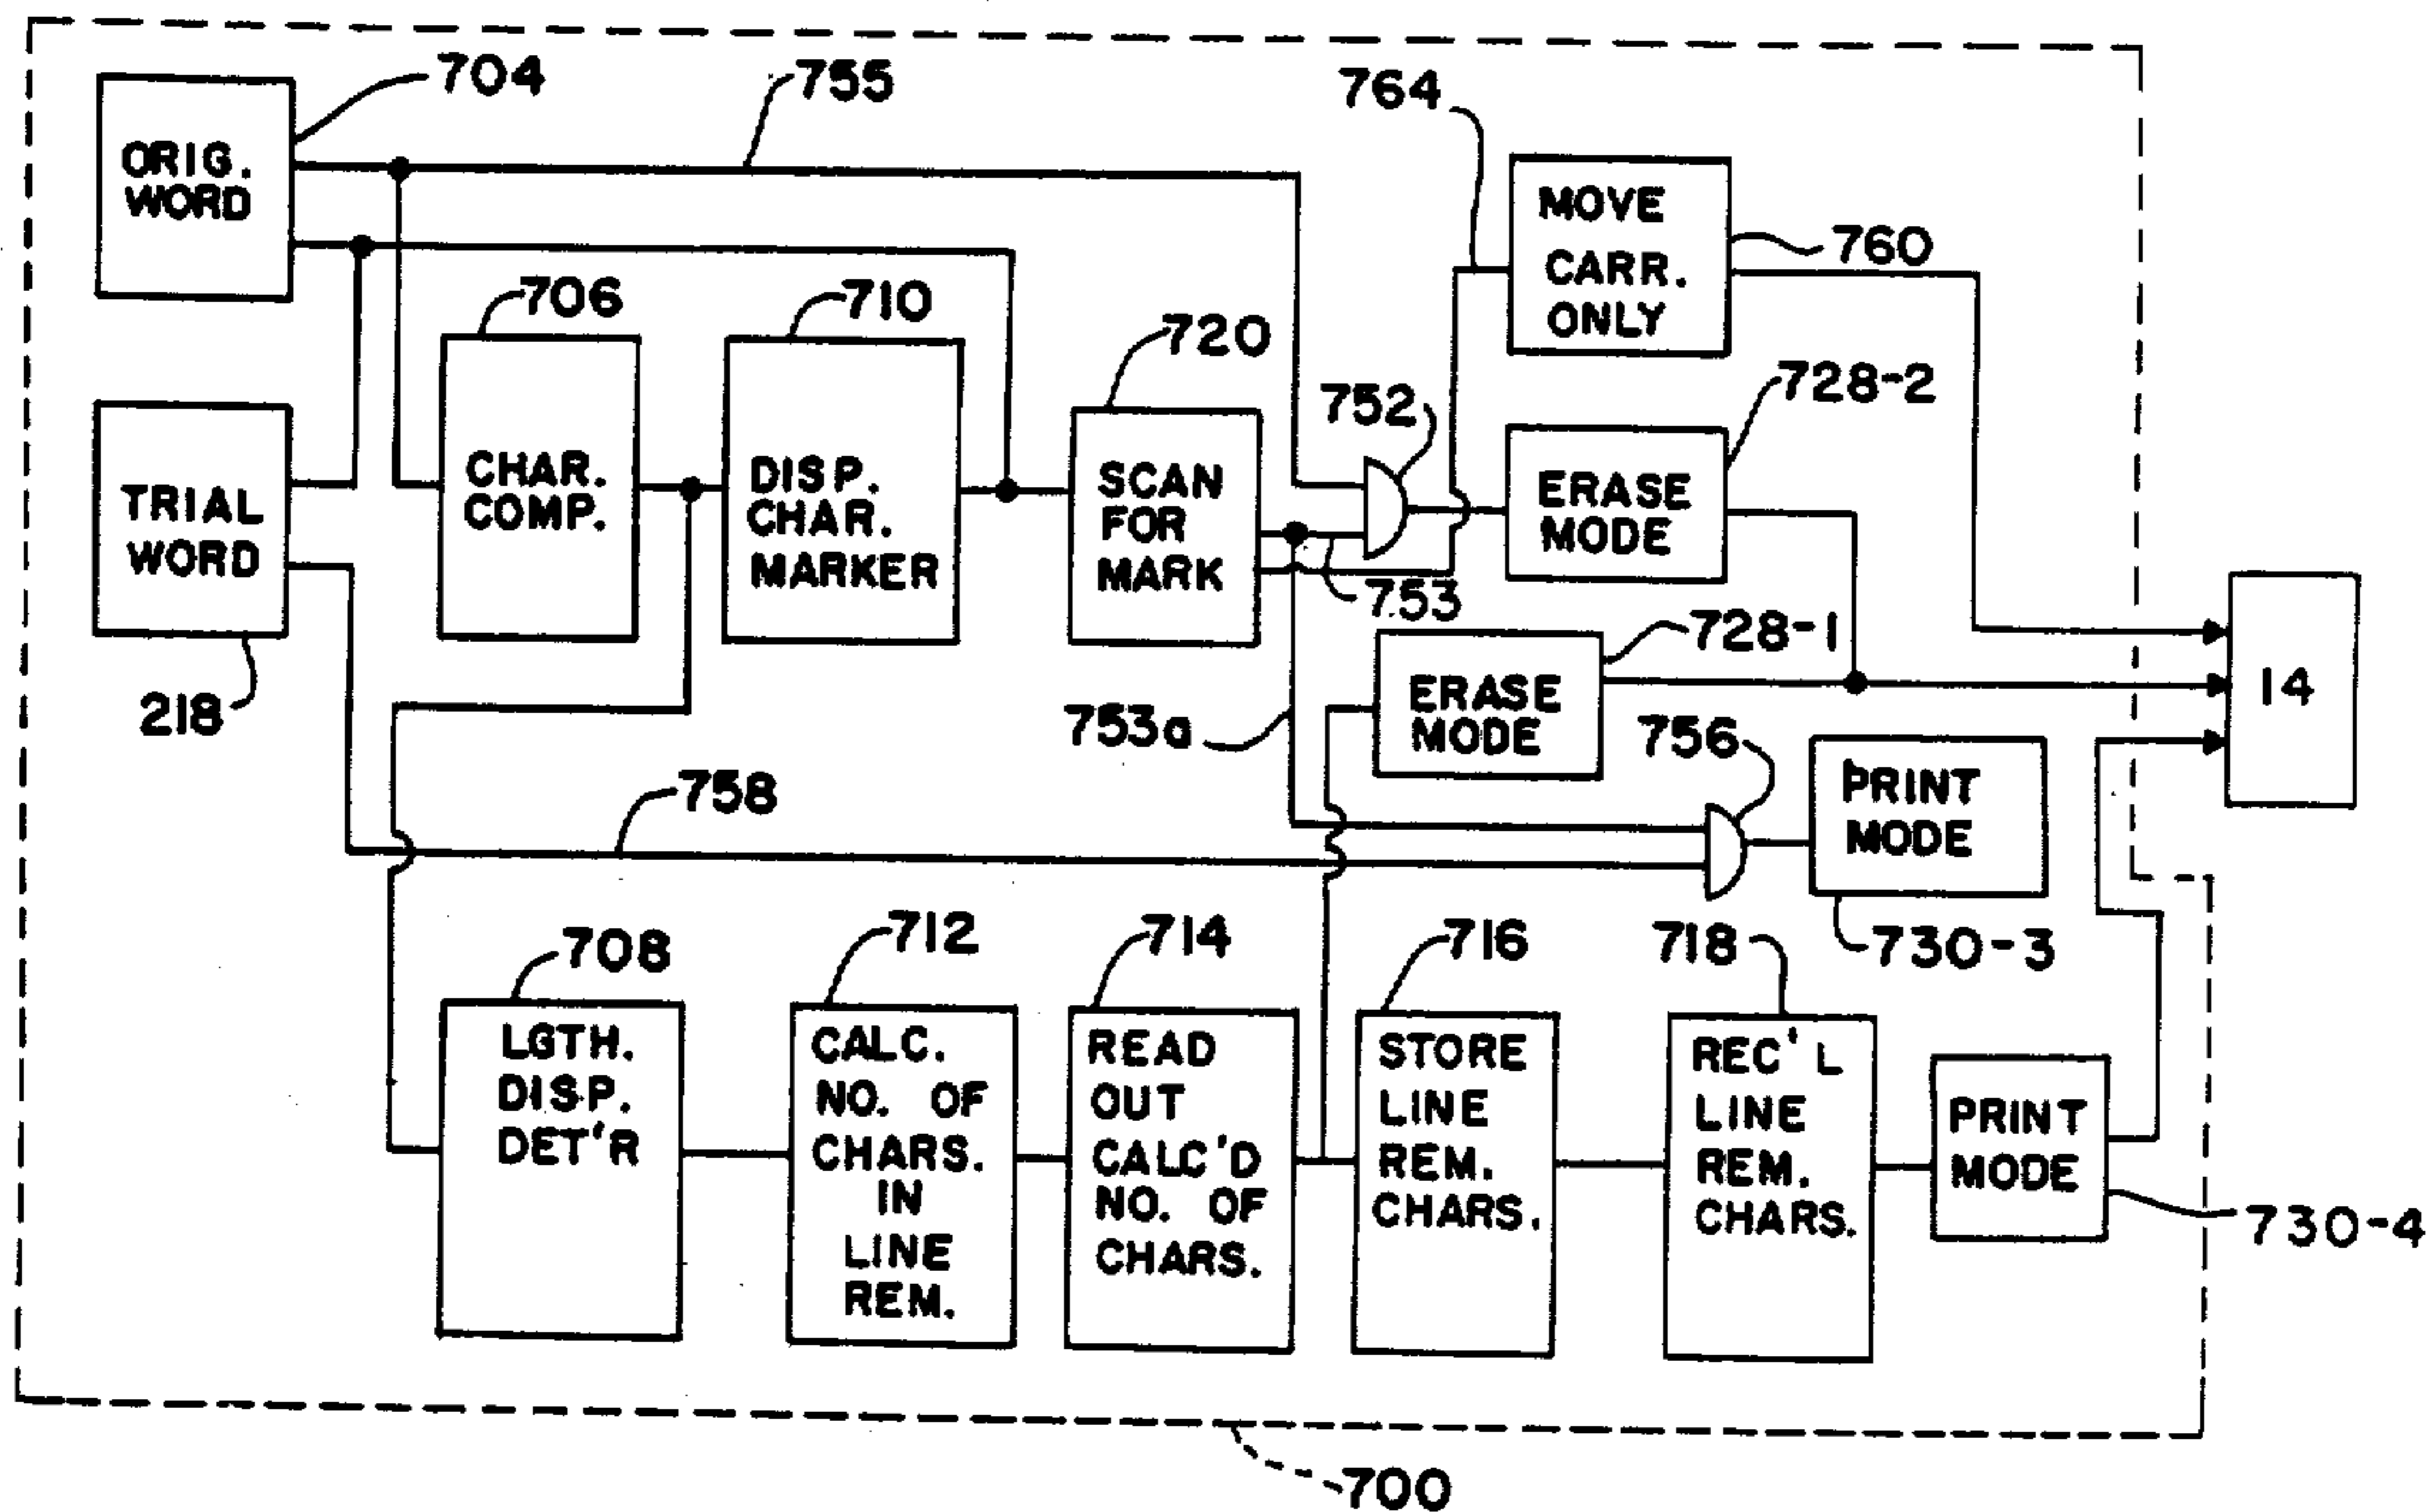 704
755
764
ORIG.
WORD
MOVE
CARR.
ONLY
760
706
710
720
728-2
752
TRIAL
WORD
CHAR.
COMP.
DISP.
CHAR.
MARKER
SCAN
FOR
MARK
ERASE
MODE
753
728-1
218
753a
ERASE
MODE
756
14
758
PRINT
MODE
708
712
714
716
718
730-3
LGTH.
DISP.
DET'R
CALC.
NO. OF
CHARS.
IN
LINE
REM.
READ
OUT
CALC'D
NO. OF
CHARS.
STORE
LINE
REM.
CHARS.
REC'L
LINE
REM.
CHARS.
PRINT
MODE
730-4
700